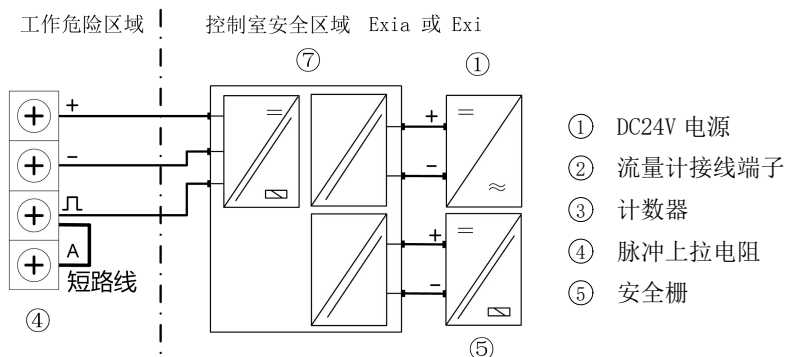 工作危险区域
控制室安全区域 Exia 或 Exi
⑦
①
+
-
A
短路线
④
+
-
+
-
⑤
① DC24V 电源
② 流量计接线端子
③ 计数器
④ 脉冲上拉电阻
⑤ 安全栅